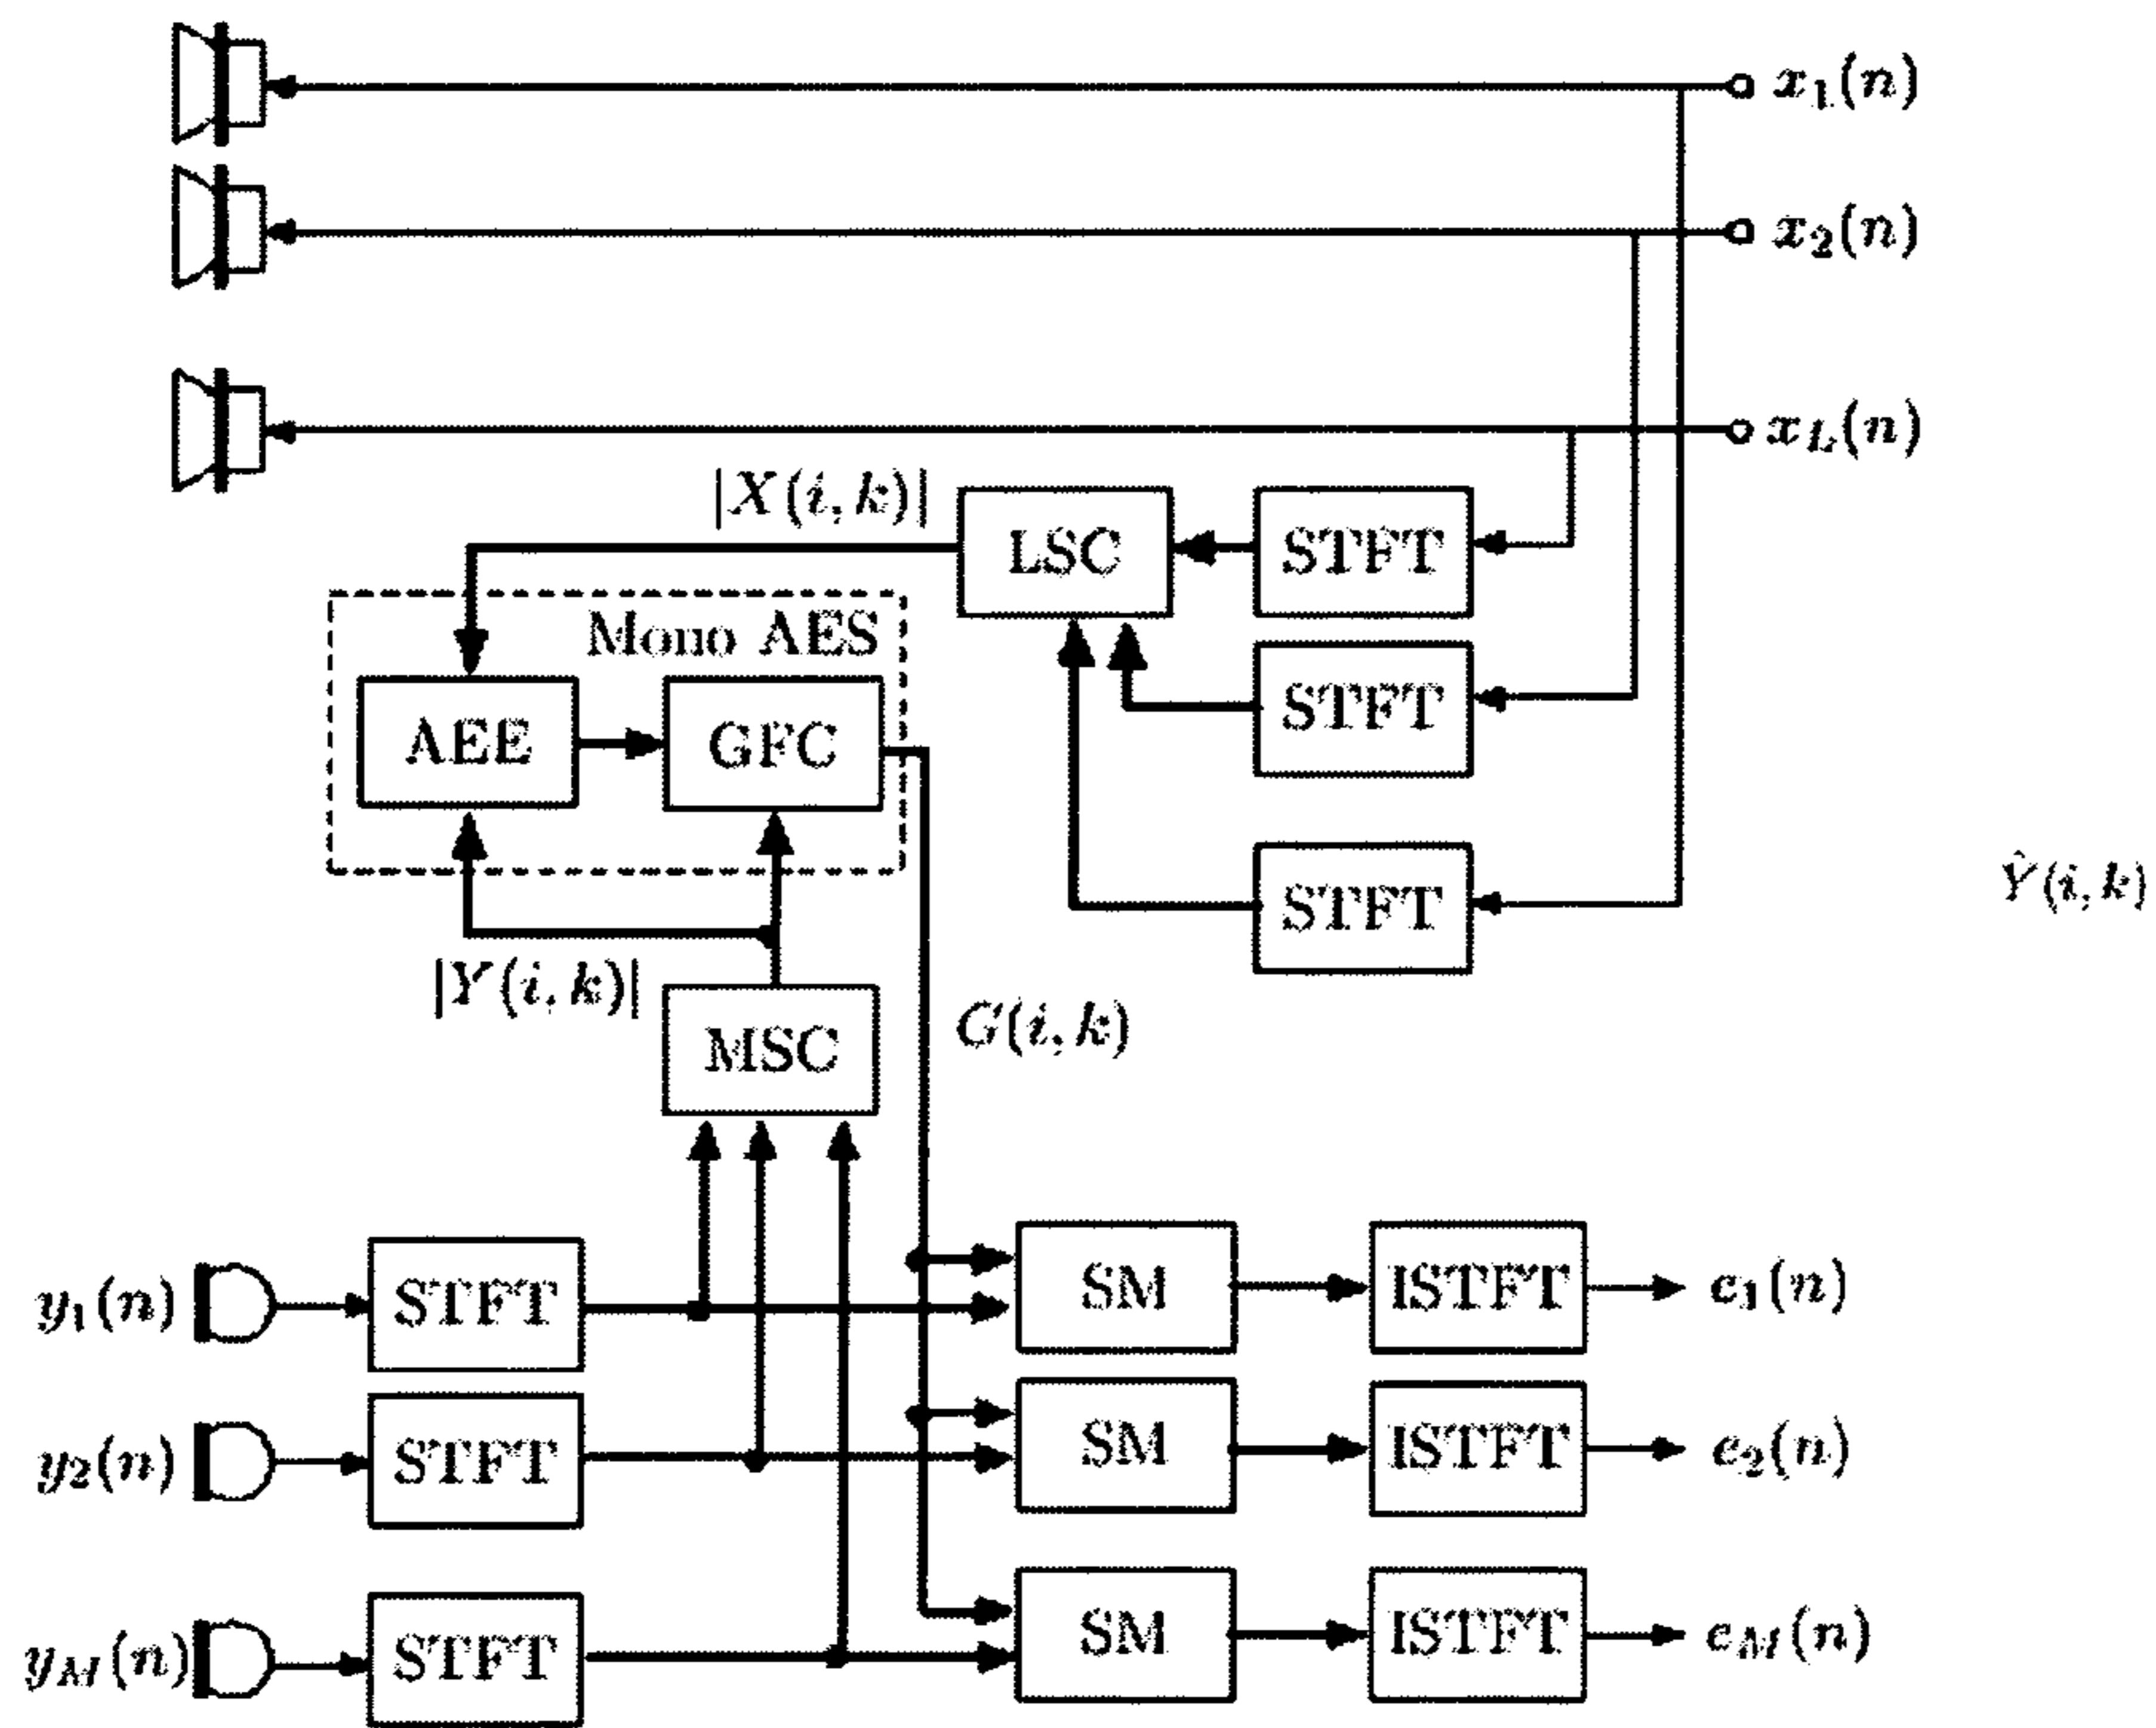 x₁(n)
x₂(n)
x_L(n)
|X(i, k)|
LSC
STFT
Mono AES
STFT
AEE
GFC
STFT
Ŷ(i, k)
|Y(i, k)|
MSC
G(i, k)
y₁(n)
STFT
SM
ISTFT
e₁(n)
y₂(n)
STFT
SM
ISTFT
e₂(n)
y_M(n)
STFT
SM
ISTFT
e_M(n)